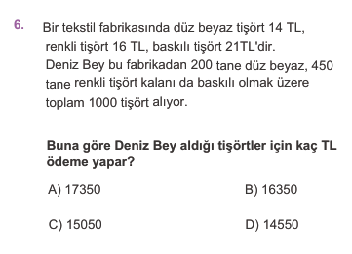 6. Bir tekstil fabrikasında düz beyaz tişört 14 TL,
renkli tişört 16 TL, baskılı tişört 21TL'dir.
Deniz Bey bu fabrikadan 200 tane düz beyaz, 450
tane renkli tişört kalanı da baskılı olmak üzere
toplam 1000 tişört alıyor.
Buna göre Deniz Bey aldığı tişörtler için kaç TL
ödeme yapar?
A) 17350 B) 16350
C) 15050 D) 14550